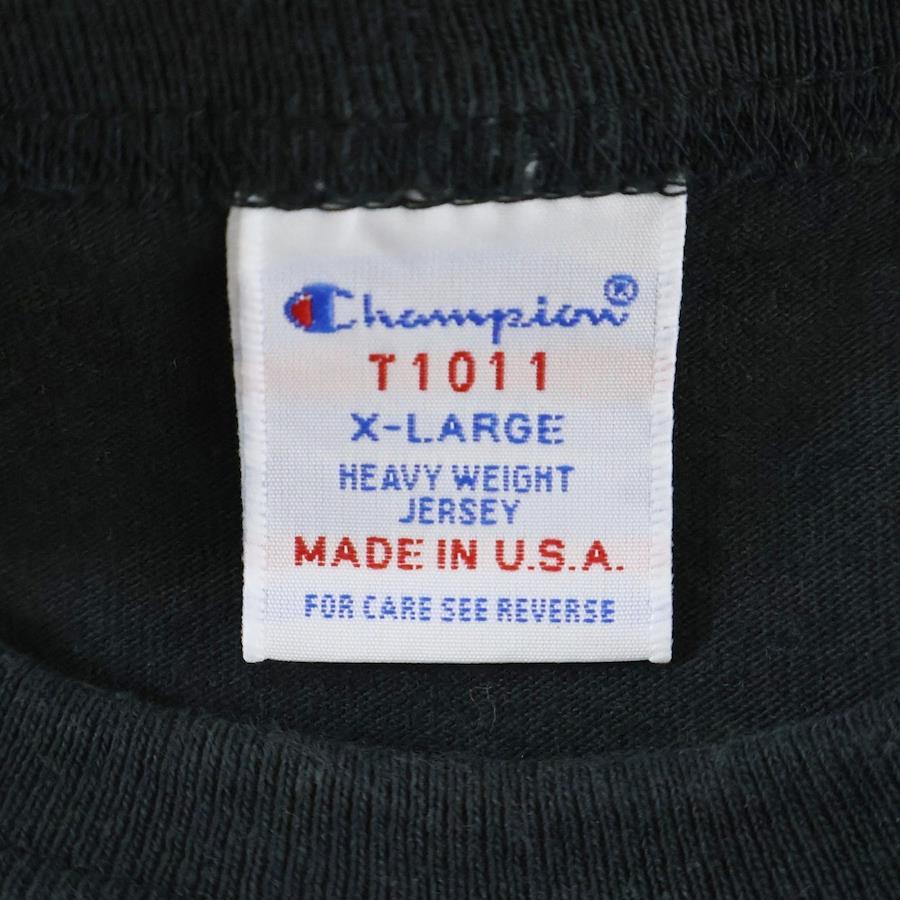 Champion®
T1011
X-LARGE
HEAVY WEIGHT
JERSEY
MADE IN U.S.A.
FOR CARE SEE REVERSE